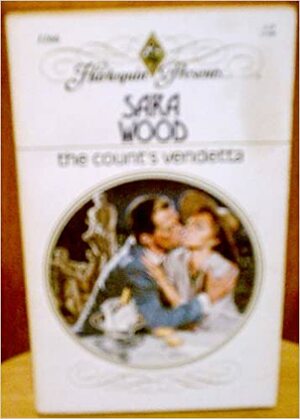 Harlequin Presents
SARA
WOOD
the count's vendetta